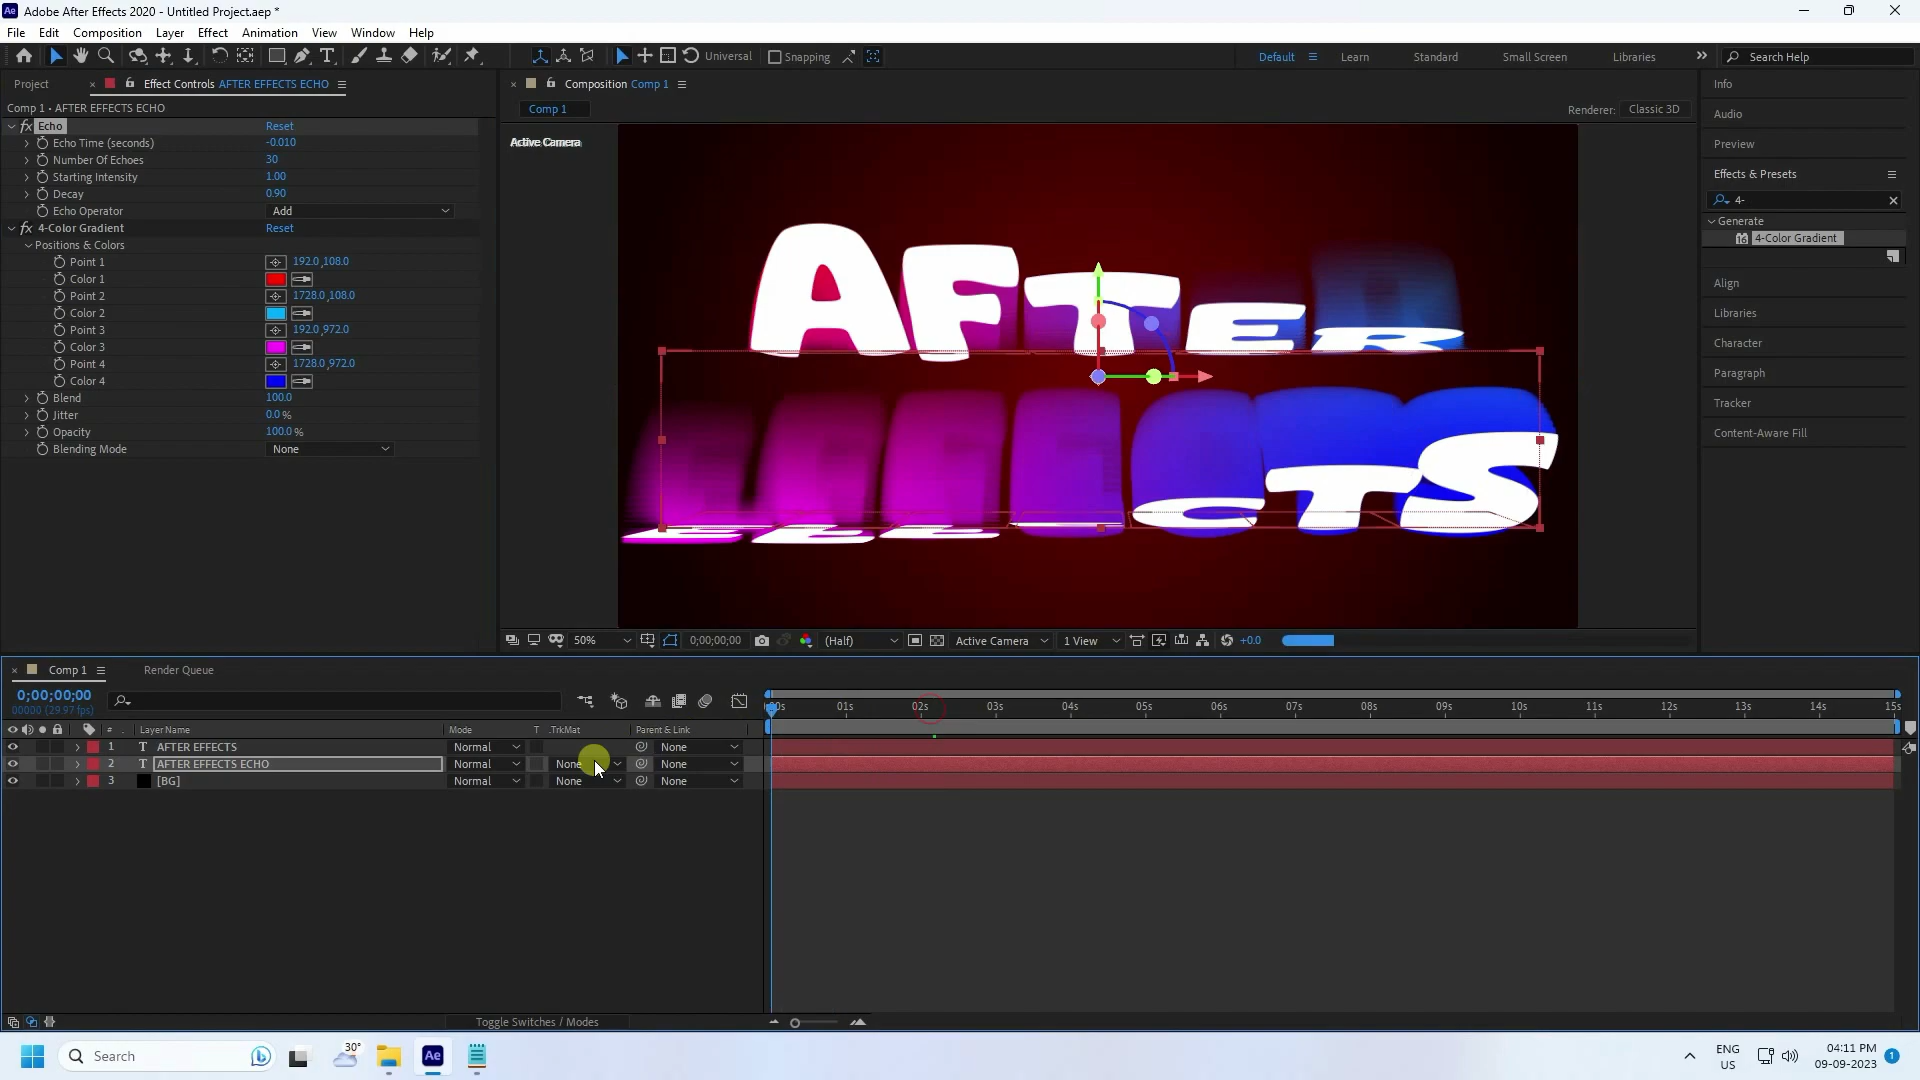 Adobe After Effects 2020 - Untitled Project.aep *
File Edit Composition Layer Effect Animation View Window Help
Universal Snapping Default Learn Standard Small Screen Libraries Search Help
Project Effect Controls AFTER EFFECTS ECHO
Composition Comp 1
Comp 1 • AFTER EFFECTS ECHO
Comp 1
Renderer: Classic 3D
fx Echo Reset
Echo Time (seconds) -0.010
Number Of Echoes 30
Starting Intensity 1.00
Decay 0.90
Echo Operator Add
fx 4-Color Gradient Reset
Positions & Colors
Point 1 192.0,108.0
Color 1
Point 2 1728.0,108.0
Color 2
Point 3 192.0,972.0
Color 3
Point 4 1728.0,972.0
Color 4
Blend 100.0
Jitter 0.0 %
Opacity 100.0 %
Blending Mode None
Active Camera
AFTER
EFFECTS
50% 0;00;00;00 (Half) Active Camera 1 View +0.0
Info
Audio
Preview
Effects & Presets
4-
Generate
16 4-Color Gradient
Align
Libraries
Character
Paragraph
Tracker
Content-Aware Fill
Comp 1 Render Queue
0;00;00;00
00000 (29.97 fps)
:00s 01s 02s 03s 04s 05s 06s 07s 08s 09s 10s 11s 12s 13s 14s 15s
# Layer Name Mode T .TrkMat Parent & Link
1 T AFTER EFFECTS Normal None
2 T AFTER EFFECTS ECHO Normal None None
3 [BG] Normal None None
Toggle Switches / Modes
Search
30°
Ae
ENG
US
04:11 PM
09-09-2023
1